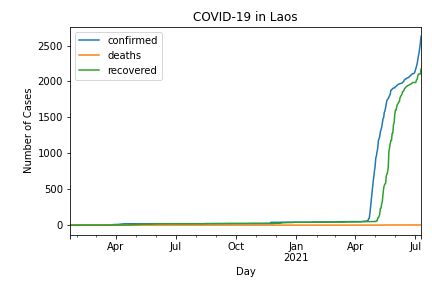 COVID-19 in Laos
confirmed
deaths
recovered
Number of Cases
2500
2000
1500
1000
500
0
Apr
Jul
Oct
Jan
2021
Apr
Jul
Day